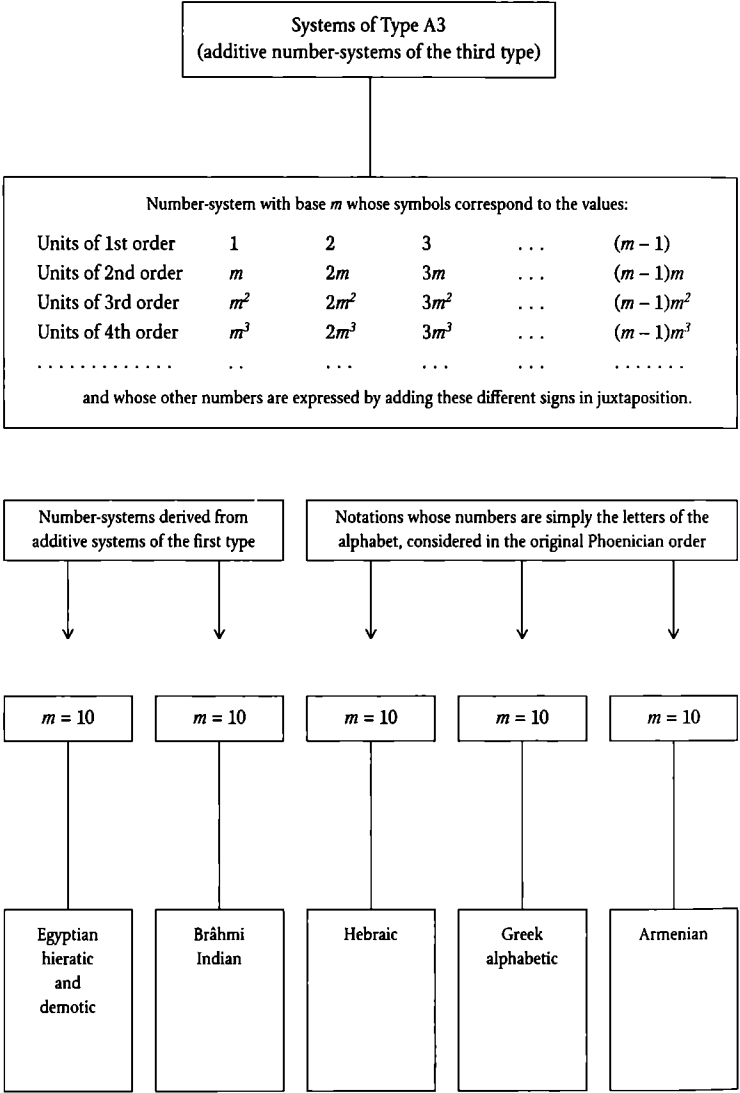 Systems of Type A3
(additive number-systems of the third type)
Number-system with base m whose symbols correspond to the values:
Units of 1st order 1 2 3 . . . (m – 1)
Units of 2nd order m 2m 3m . . . (m – 1)m
Units of 3rd order m² 2m² 3m² . . . (m – 1)m²
Units of 4th order m³ 2m³ 3m³ . . . (m – 1)m³
. . . . . . . . . . . . . . . . . . . . . . . . . . . . . . .
and whose other numbers are expressed by adding these different signs in juxtaposition.
Number-systems derived from
additive systems of the first type
Notations whose numbers are simply the letters of the
alphabet, considered in the original Phoenician order
m = 10
m = 10
m = 10
m = 10
m = 10
Egyptian
hieratic
and
demotic
Brâhmi
Indian
Hebraic
Greek
alphabetic
Armenian